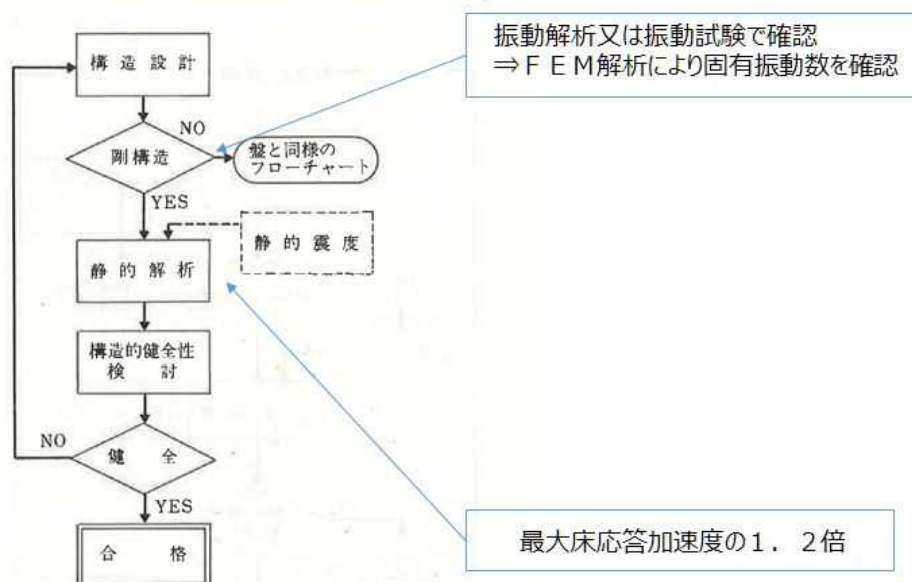 振動解析又は振動試験で確認
⇒ＦＥＭ解析により固有振動数を確認
構造設計
NO
剛構造
盤と同様の
フローチャート
YES
静的震度
静的解析
構造的健全性
検討
NO
健全
YES
最大床応答加速度の１．２倍
合格